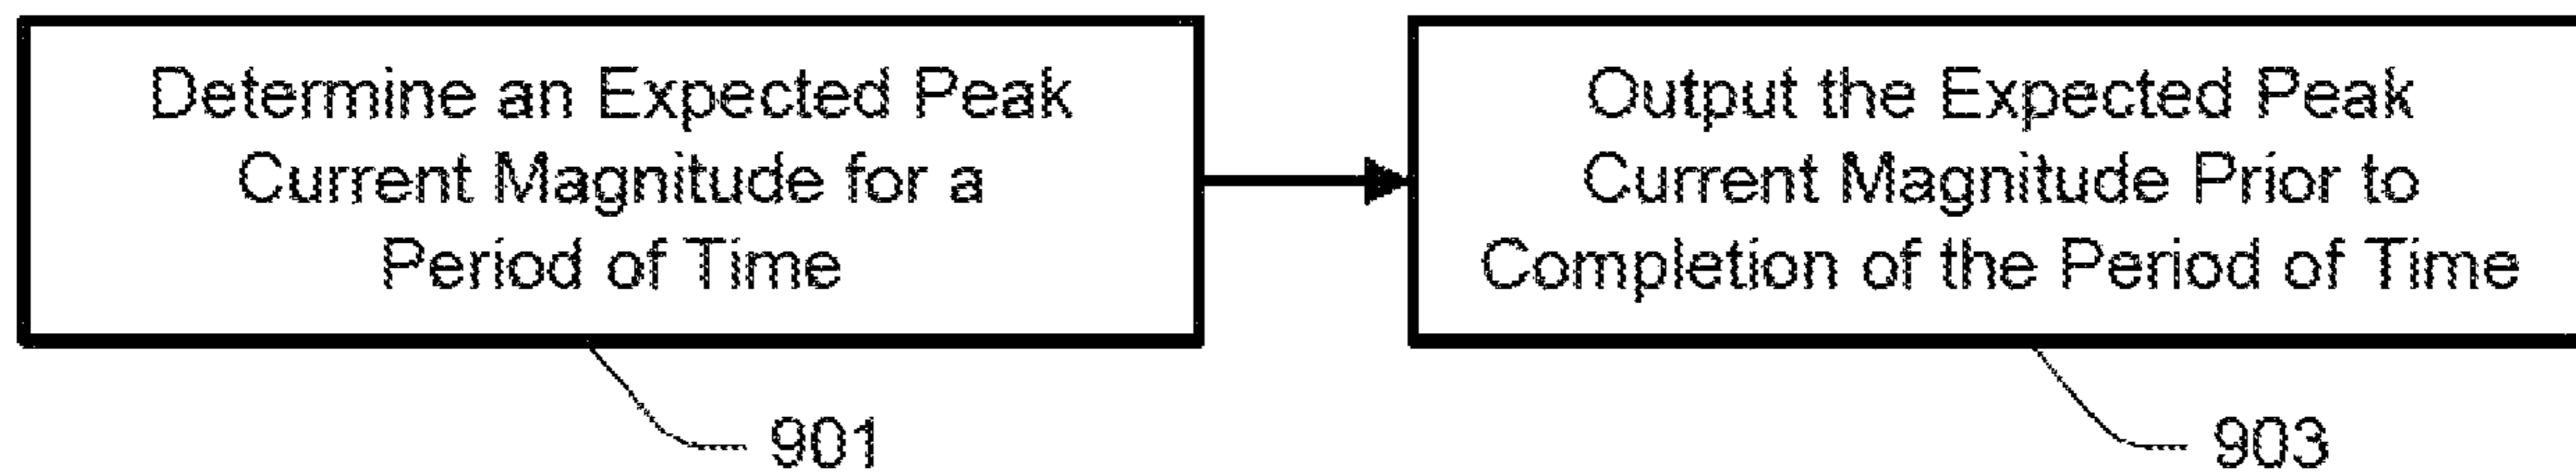 Determine an Expected Peak
Current Magnitude for a
Period of Time
901
Output the Expected Peak
Current Magnitude Prior to
Completion of the Period of Time
903